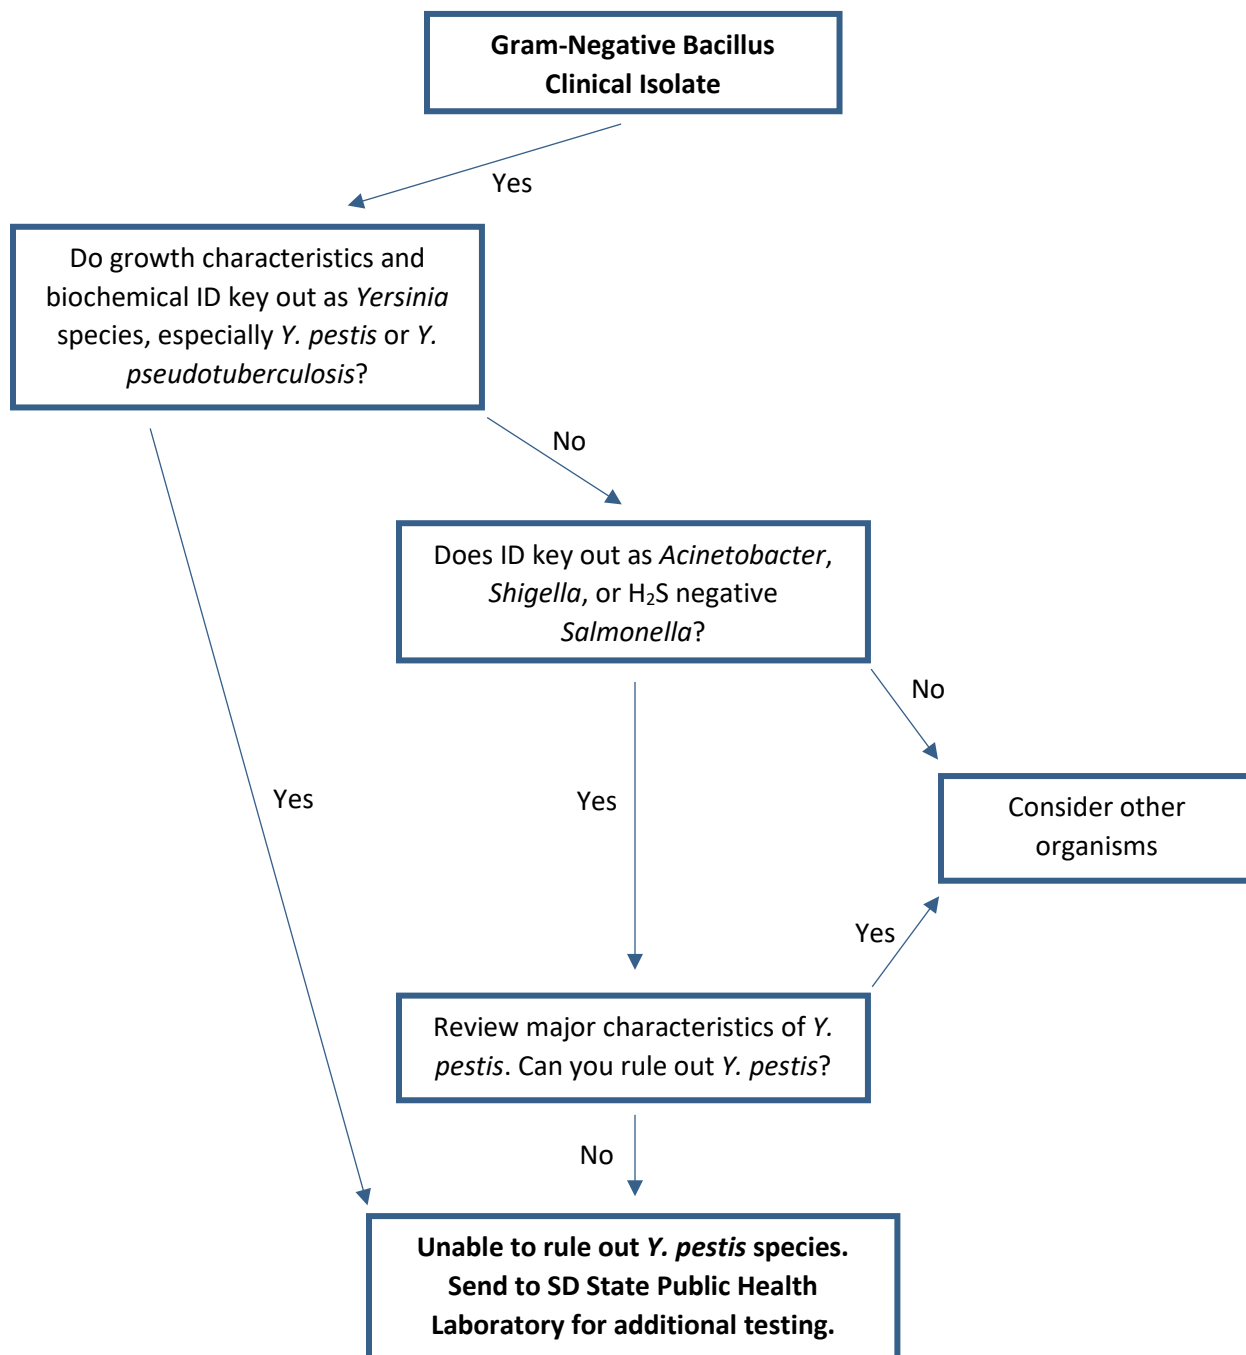 Gram-Negative Bacillus
Clinical Isolate
Yes
Do growth characteristics and
biochemical ID key out as Yersinia
species, especially Y. pestis or Y.
pseudotuberculosis?
No
Does ID key out as Acinetobacter,
Shigella, or H₂S negative
Salmonella?
No
Yes
Yes
Consider other
organisms
Yes
Review major characteristics of Y.
pestis. Can you rule out Y. pestis?
No
Unable to rule out Y. pestis species.
Send to SD State Public Health
Laboratory for additional testing.